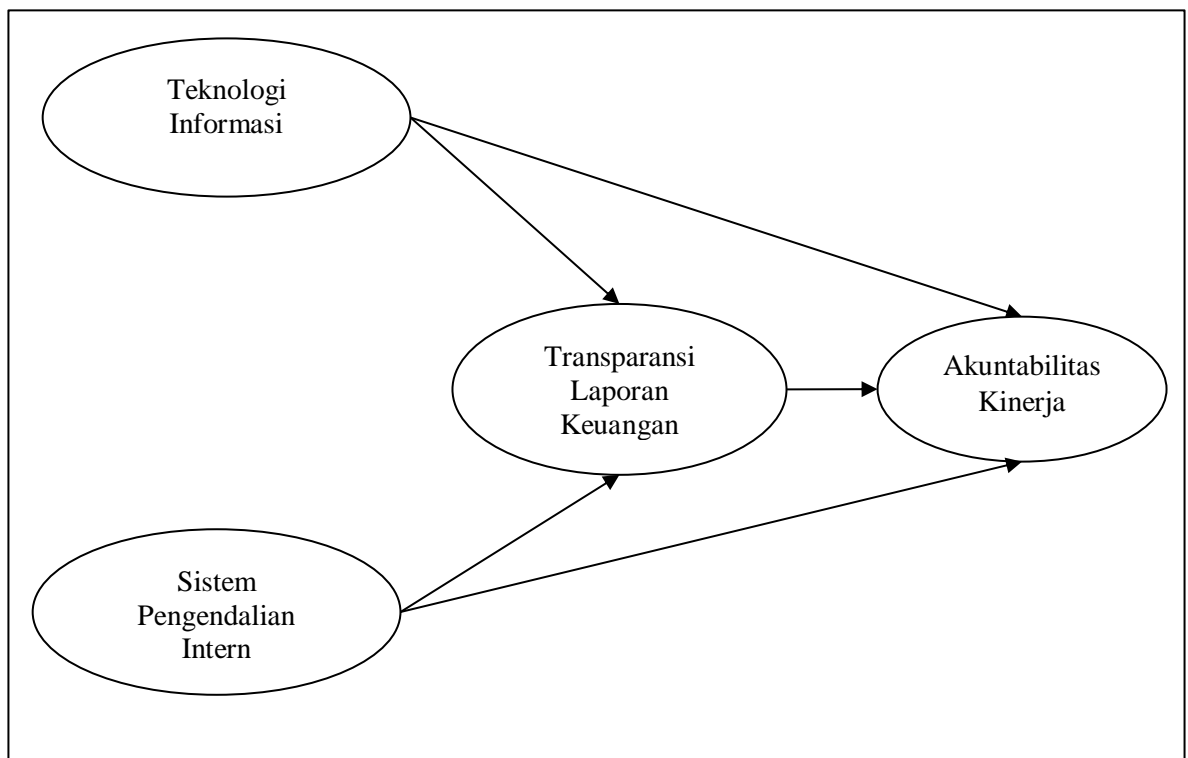 Teknologi
Informasi
Transparansi
Laporan
Keuangan
Akuntabilitas
Kinerja
Sistem
Pengendalian
Intern